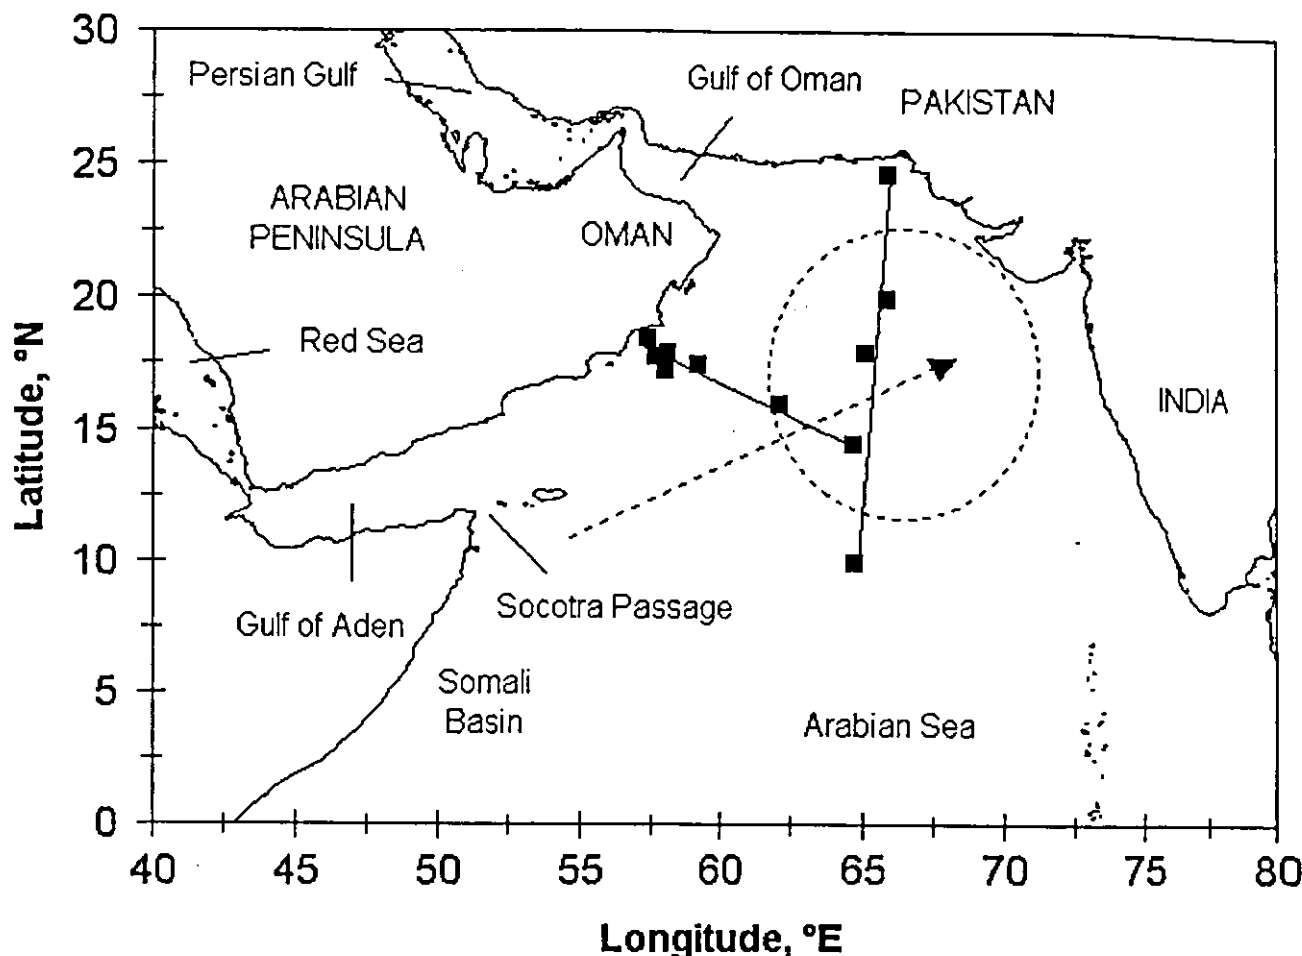 30
Persian Gulf
Gulf of Oman
PAKISTAN
25
ARABIAN
PENINSULA
OMAN
20
Red Sea
INDIA
15
Latitude, °N
10
Socotra Passage
Gulf of Aden
Somali
Basin
5
Arabian Sea
0
40 45 50 55 60 65 70 75 80
Longitude, °E